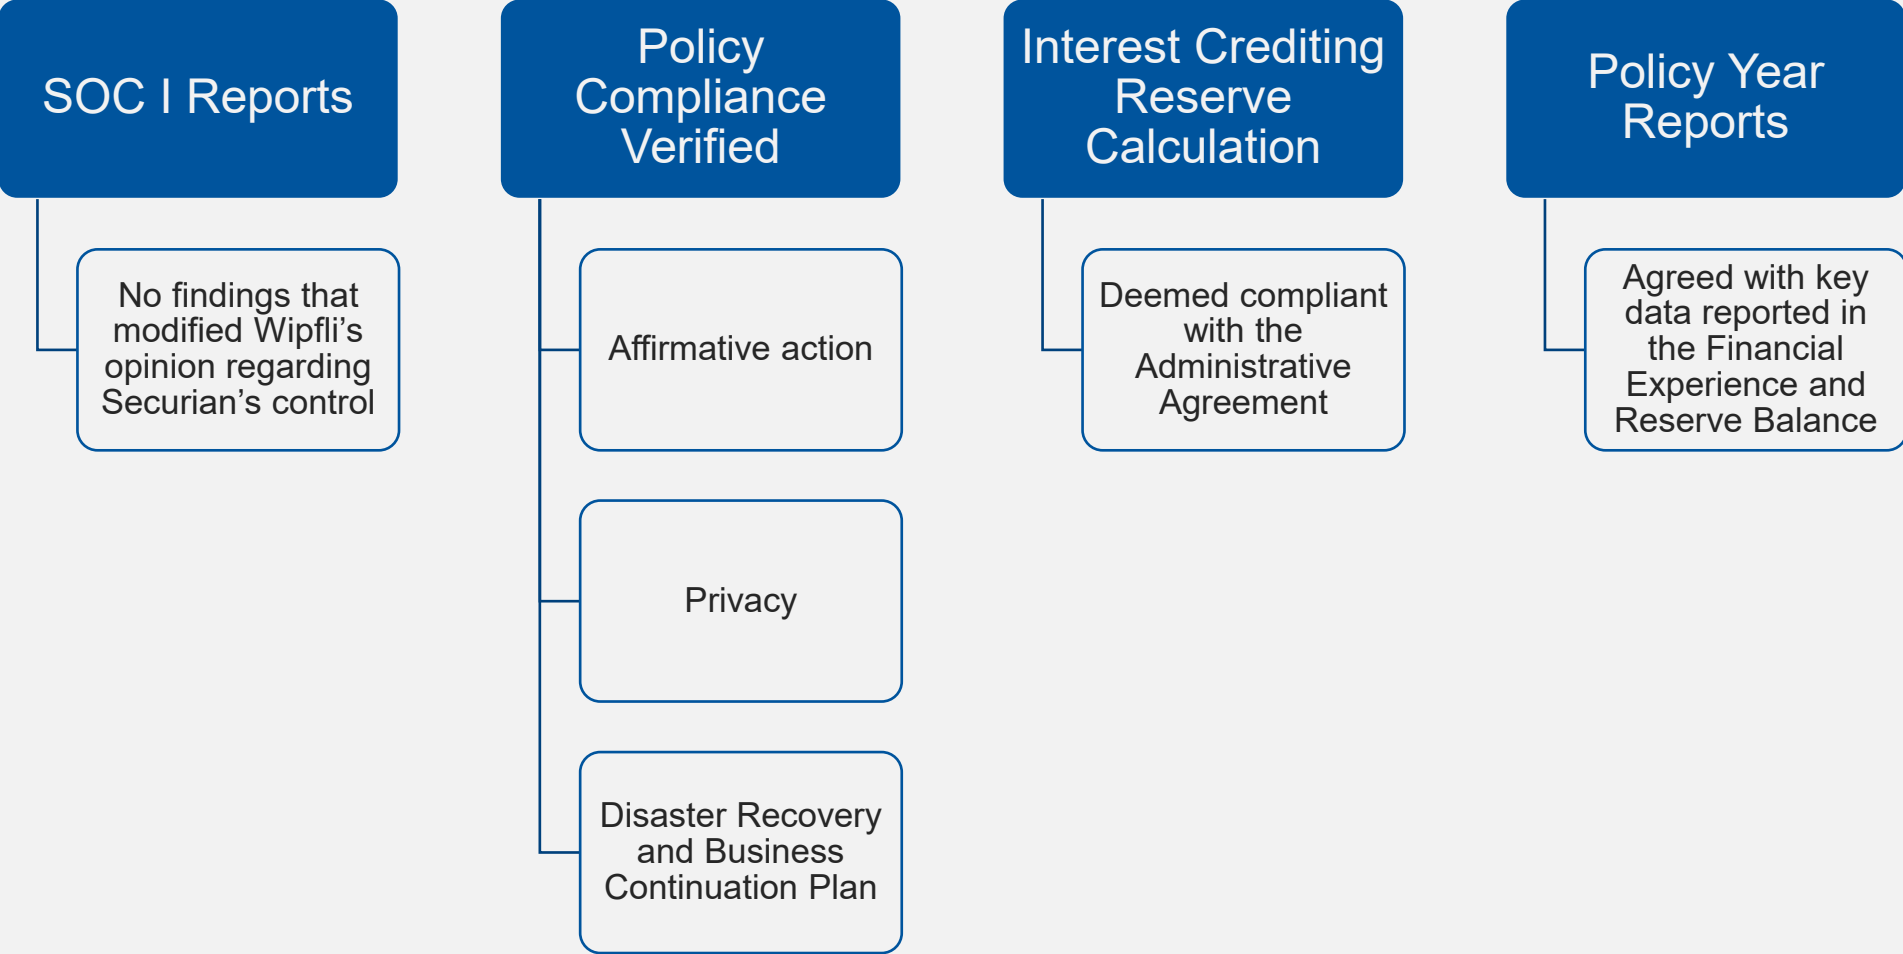 SOC I Reports
No findings that
modified Wipfli’s
opinion regarding
Securian’s control
Policy
Compliance
Verified
Affirmative action
Privacy
Disaster Recovery
and Business
Continuation Plan
Interest Crediting
Reserve
Calculation
Deemed compliant
with the
Administrative
Agreement
Policy Year
Reports
Agreed with key
data reported in
the Financial
Experience and
Reserve Balance